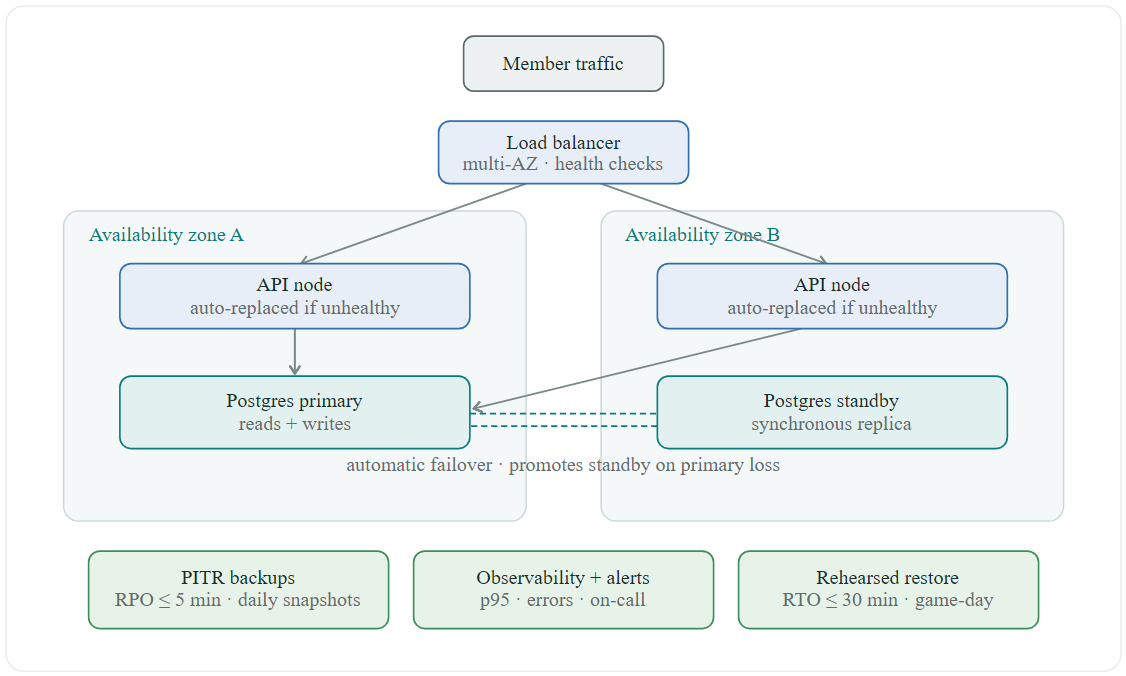 Member traffic
Load balancer
multi-AZ · health checks
Availability zone A
Availability zone B
API node
auto-replaced if unhealthy
API node
auto-replaced if unhealthy
Postgres primary
reads + writes
Postgres standby
synchronous replica
automatic failover · promotes standby on primary loss
PITR backups
RPO ≤ 5 min · daily snapshots
Observability + alerts
p95 · errors · on-call
Rehearsed restore
RTO ≤ 30 min · game-day